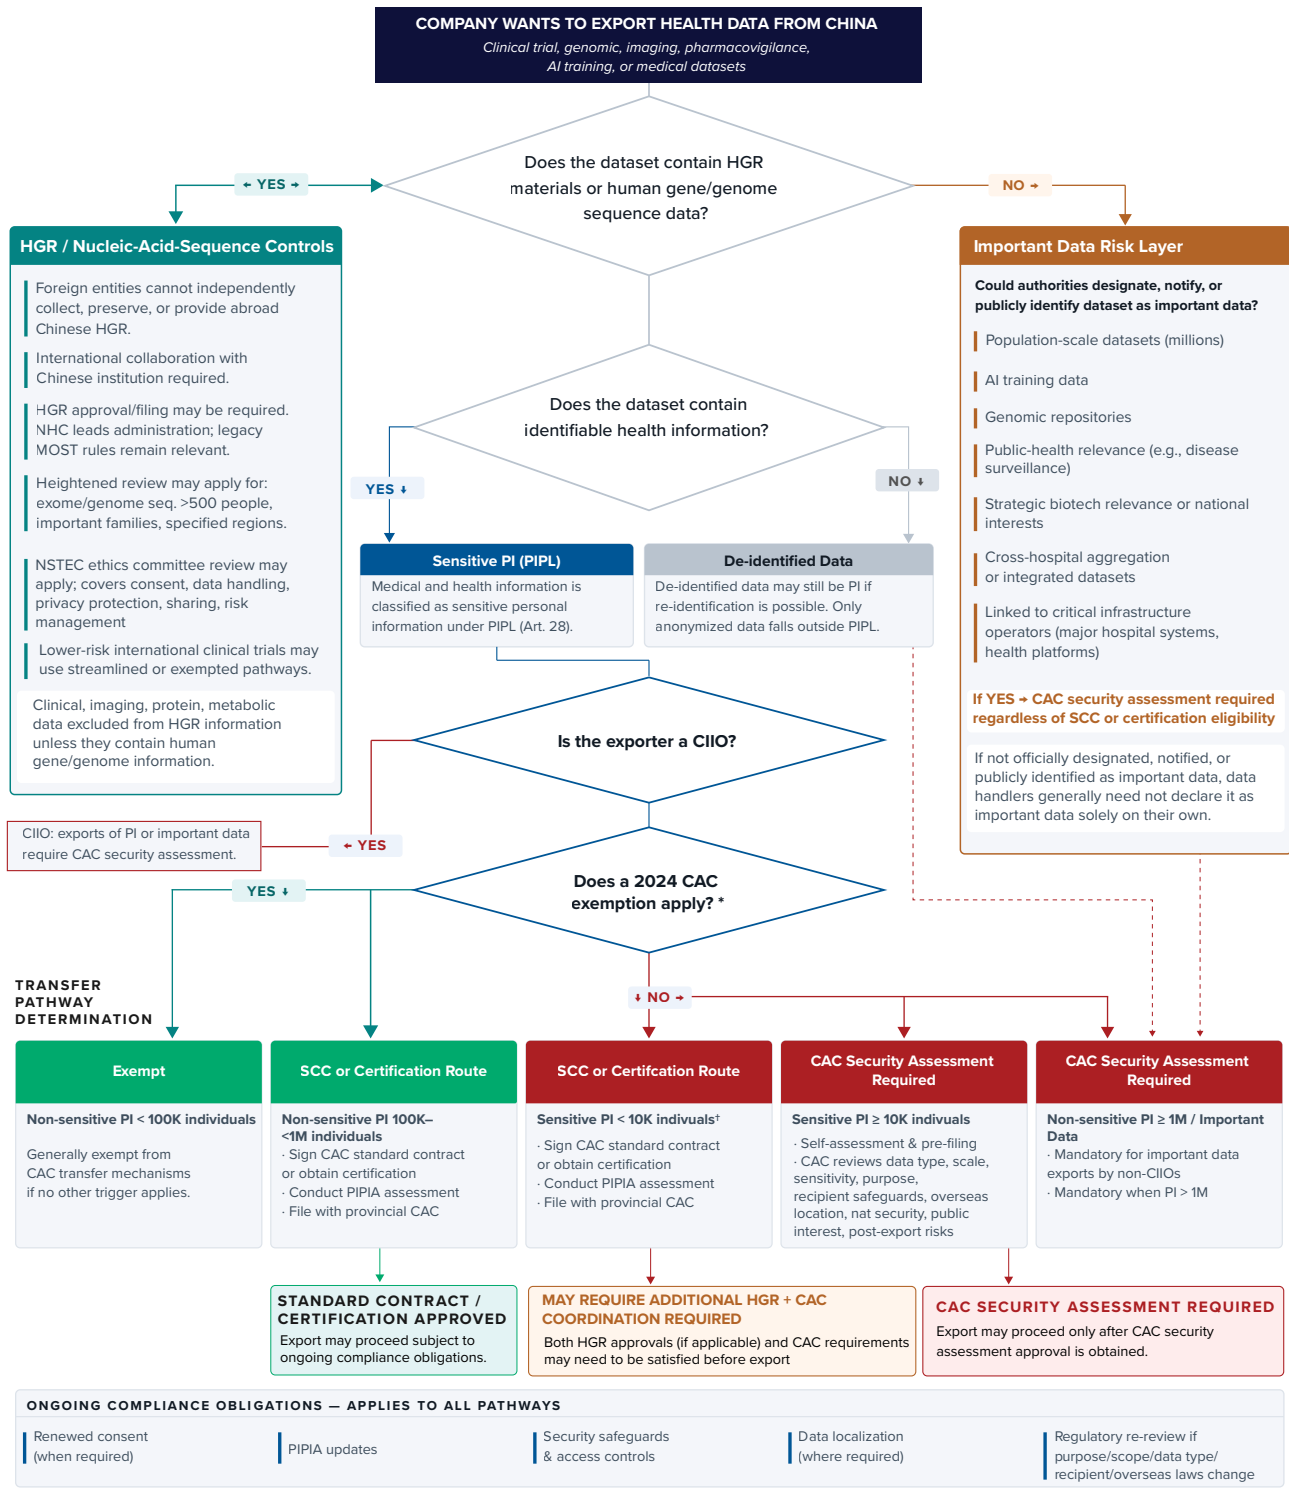 COMPANY WANTS TO EXPORT HEALTH DATA FROM CHINA
Clinical trial, genomic, imaging, pharmacovigilance,
AI training, or medical datasets
Does the dataset contain HGR
materials or human gene/genome
sequence data?
← YES →
NO →
HGR / Nucleic-Acid-Sequence Controls
Foreign entities cannot independently
collect, preserve, or provide abroad
Chinese HGR.
International collaboration with
Chinese institution required.
HGR approval/filing may be required.
NHC leads administration; legacy
MOST rules remain relevant.
Heightened review may apply for:
exome/genome seq. >500 people,
important families, specified regions.
NSTEC ethics committee review may
apply; covers consent, data handling,
privacy protection, sharing, risk
management
Lower-risk international clinical trials may
use streamlined or exempted pathways.
Clinical, imaging, protein, metabolic
data excluded from HGR information
unless they contain human
gene/genome information.
Important Data Risk Layer
Could authorities designate, notify, or
publicly identify dataset as important data?
Population-scale datasets (millions)
AI training data
Genomic repositories
Public-health relevance (e.g., disease
surveillance)
Strategic biotech relevance or national
interests
Cross-hospital aggregation
or integrated datasets
Linked to critical infrastructure
operators (major hospital systems,
health platforms)
If YES → CAC security assessment required
regardless of SCC or certification eligibility
If not officially designated, notified, or
publicly identified as important data, data
handlers generally need not declare it as
important data solely on their own.
Does the dataset contain
identifiable health information?
YES ↓
NO ↓
Sensitive PI (PIPL)
Medical and health information is
classified as sensitive personal
information under PIPL (Art. 28).
De-identified Data
De-identified data may still be PI if
re-identification is possible. Only
anonymized data falls outside PIPL.
Is the exporter a CIIO?
← YES
CIIO: exports of PI or important data
require CAC security assessment.
Does a 2024 CAC
exemption apply? *
YES ↓
↓ NO →
TRANSFER
PATHWAY
DETERMINATION
Exempt
Non-sensitive PI < 100K individuals
Generally exempt from
CAC transfer mechanisms
if no other trigger applies.
SCC or Certification Route
Non-sensitive PI 100K–
<1M individuals
· Sign CAC standard contract
or obtain certification
· Conduct PIPIA assessment
· File with provincial CAC
SCC or Certifcation Route
Sensitive PI < 10K indivuals†
· Sign CAC standard contract
or obtain certification
· Conduct PIPIA assessment
· File with provincial CAC
CAC Security Assessment
Required
Sensitive PI ≥ 10K indivuals
· Self-assessment & pre-filing
· CAC reviews data type, scale,
sensitivity, purpose,
recipient safeguards, overseas
location, nat security, public
interest, post-export risks
CAC Security Assessment
Required
Non-sensitive PI ≥ 1M / Important
Data
· Mandatory for important data
exports by non-CIIOs
· Mandatory when PI > 1M
STANDARD CONTRACT /
CERTIFICATION APPROVED
Export may proceed subject to
ongoing compliance obligations.
MAY REQUIRE ADDITIONAL HGR + CAC
COORDINATION REQUIRED
Both HGR approvals (if applicable) and CAC requirements
may need to be satisfied before export
CAC SECURITY ASSESSMENT REQUIRED
Export may proceed only after CAC security
assessment approval is obtained.
ONGOING COMPLIANCE OBLIGATIONS — APPLIES TO ALL PATHWAYS
Renewed consent
(when required)
PIPIA updates
Security safeguards
& access controls
Data localization
(where required)
Regulatory re-review if
purpose/scope/data type/
recipient/overseas laws change